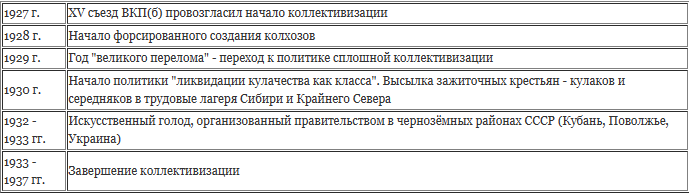 1927 г. XV съезд ВКП(б) провозгласил начало коллективизации
1928 г. Начало форсированного создания колхозов
1929 г. Год "великого перелома" - переход к политике сплошной коллективизации
1930 г. Начало политики "ликвидации кулачества как класса". Высылка зажиточных крестьян - кулаков и
середняков в трудовые лагеря Сибири и Крайнего Севера
1932 -
1933 гг.
Искусственный голод, организованный правительством в чернозёмных районах СССР (Кубань, Поволжье,
Украина)
1933 -
1937 гг.
Завершение коллективизации